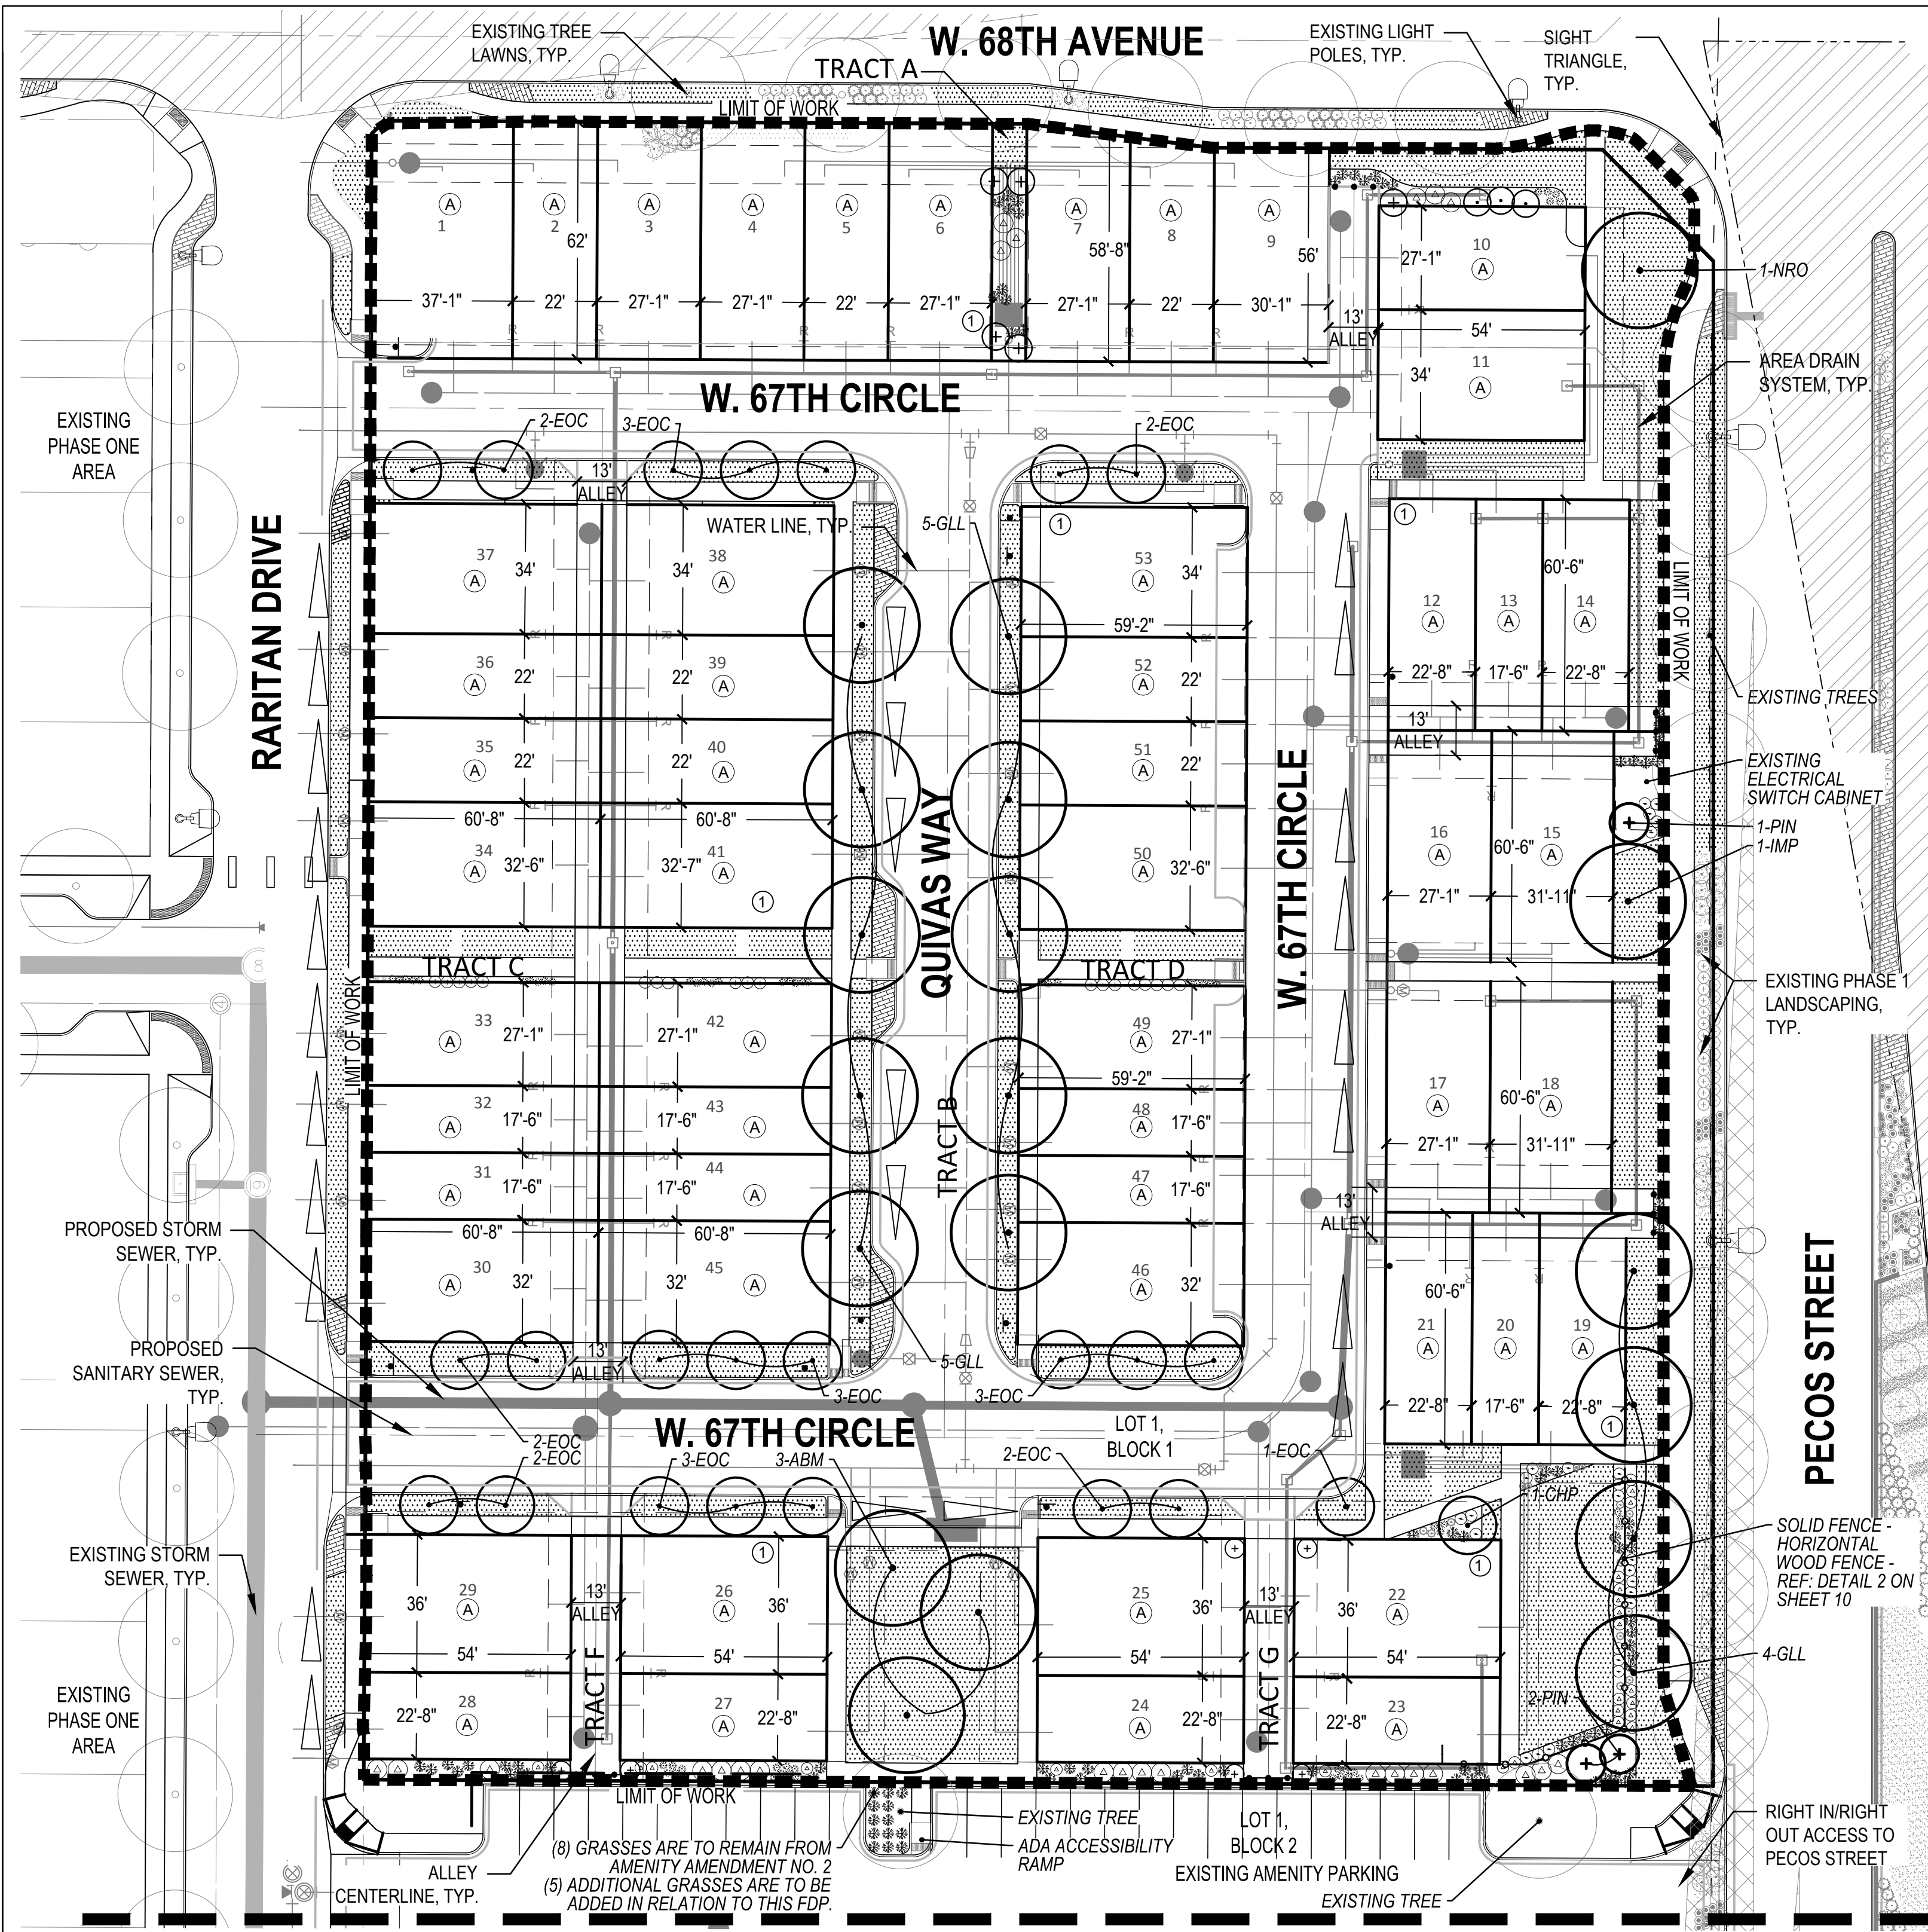 EXISTING TREE
LAWNS, TYP.
W. 68TH AVENUE
TRACT A
EXISTING LIGHT
POLES, TYP.
SIGHT
TRIANGLE,
TYP.
LIMIT OF WORK
A
1
A
2
A
3
A
4
A
5
A
6
A
7
A
8
A
9
62'
58'-8"
56'
37'-1"
22'
27'-1"
27'-1"
22'
27'-1"
1
27'-1"
22'
30'-1"
13'
ALLEY
10
A
27'-1"
54'
11
A
34'
1-NRO
AREA DRAIN
SYSTEM, TYP.
W. 67TH CIRCLE
EXISTING
PHASE ONE
AREA
RARITAN DRIVE
2-EOC
3-EOC
2-EOC
13'
ALLEY
WATER LINE, TYP.
5-GLL
37
A
34'
38
A
34'
36
A
22'
39
A
22'
35
A
22'
40
A
22'
60'-8"
60'-8"
34
A
32'-6"
41
A
32'-7"
1
TRACT C
33
A
27'-1"
42
A
27'-1"
32
A
17'-6"
43
A
17'-6"
31
A
17'-6"
44
A
17'-6"
60'-8"
60'-8"
30
A
32'
45
A
32'
13'
ALLEY
LIMIT OF WORK
QUIVAS WAY
TRACT B
1
53
A
34'
59'-2"
52
A
22'
51
A
22'
50
A
32'-6"
TRACT D
49
A
27'-1"
59'-2"
48
A
17'-6"
47
A
17'-6"
46
A
32'
W. 67TH CIRCLE
1
12
A
13
A
14
A
60'-6"
22'-8"
17'-6"
22'-8"
13'
ALLEY
LIMIT OF WORK
EXISTING TREES
EXISTING
ELECTRICAL
SWITCH CABINET
1-PIN
1-IMP
16
A
60'-6"
15
A
27'-1"
31'-11"
EXISTING PHASE 1
LANDSCAPING,
TYP.
17
A
60'-6"
18
A
27'-1"
31'-11"
13'
ALLEY
60'-6"
21
A
20
A
19
A
22'-8"
17'-6"
22'-8"
1
PECOS STREET
8
4
6
PROPOSED STORM
SEWER, TYP.
PROPOSED
SANITARY SEWER,
TYP.
EXISTING STORM
SEWER, TYP.
EXISTING
PHASE ONE
AREA
2-EOC
3-EOC
5-GLL
3-EOC
W. 67TH CIRCLE
LOT 1,
BLOCK 1
2-EOC
3-EOC
3-ABM
2-EOC
1-EOC
1-CHP
SOLID FENCE -
HORIZONTAL
WOOD FENCE -
REF: DETAIL 2 ON
SHEET 10
4-GLL
2-PIN
29
A
36'
54'
28
A
22'-8"
13'
ALLEY
TRACT F
1
26
A
36'
54'
27
A
22'-8"
25
A
36'
54'
24
A
22'-8"
13'
ALLEY
TRACT G
1
22
A
36'
54'
23
A
22'-8"
LIMIT OF WORK
ALLEY
CENTERLINE, TYP.
(8) GRASSES ARE TO REMAIN FROM
AMENITY AMENDMENT NO. 2
(5) ADDITIONAL GRASSES ARE TO BE
ADDED IN RELATION TO THIS FDP.
EXISTING TREE
ADA ACCESSIBILITY
RAMP
LOT 1,
BLOCK 2
EXISTING AMENITY PARKING
EXISTING TREE
RIGHT IN/RIGHT
OUT ACCESS TO
PECOS STREET